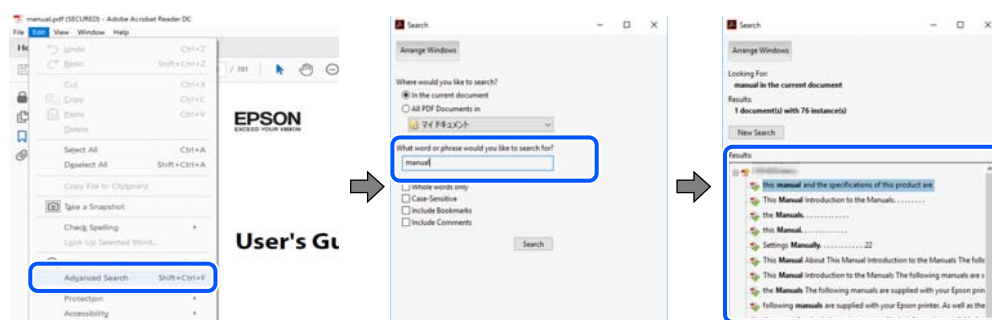 manual.pdf (SECURED) - Adobe Acrobat Reader DC
File Edit View Window Help
Undo Ctrl+Z
Redo Shift+Ctrl+Z
Cut Ctrl+X
Copy Ctrl+C
Paste Ctrl+V
Delete
Select All Ctrl+A
Deselect All Shift+Ctrl+A
Copy File to Clipboard
Take a Snapshot
Check Spelling
Look Up Selected Word...
Advanced Search Shift+Ctrl+F
Protection
Accessibility
/ 181
EPSON
EXCEED YOUR VISION
User's Gu
Search
Arrange Windows
Where would you like to search?
In the current document
All PDF Documents in
マイドキュメント
What word or phrase would you like to search for?
manual
Whole words only
Case-Sensitive
Include Bookmarks
Include Comments
Search
Search
Arrange Windows
Looking For:
manual in the current document
Results:
1 document(s) with 76 instance(s)
New Search
Results:
this manual and the specifications of this product are
This Manual Introduction to the Manuals. . . . . . . . .
the Manuals. . . . . . . . . . . . .
this Manual. . . . . . . . . . . . .
Settings Manually. . . . . . . . . . . . .22
This Manual About This Manual Introduction to the Manuals The follo
This Manual Introduction to the Manuals The following manuals are s
the Manuals The following manuals are supplied with your Epson prin
following manuals are supplied with your Epson printer. As well as the